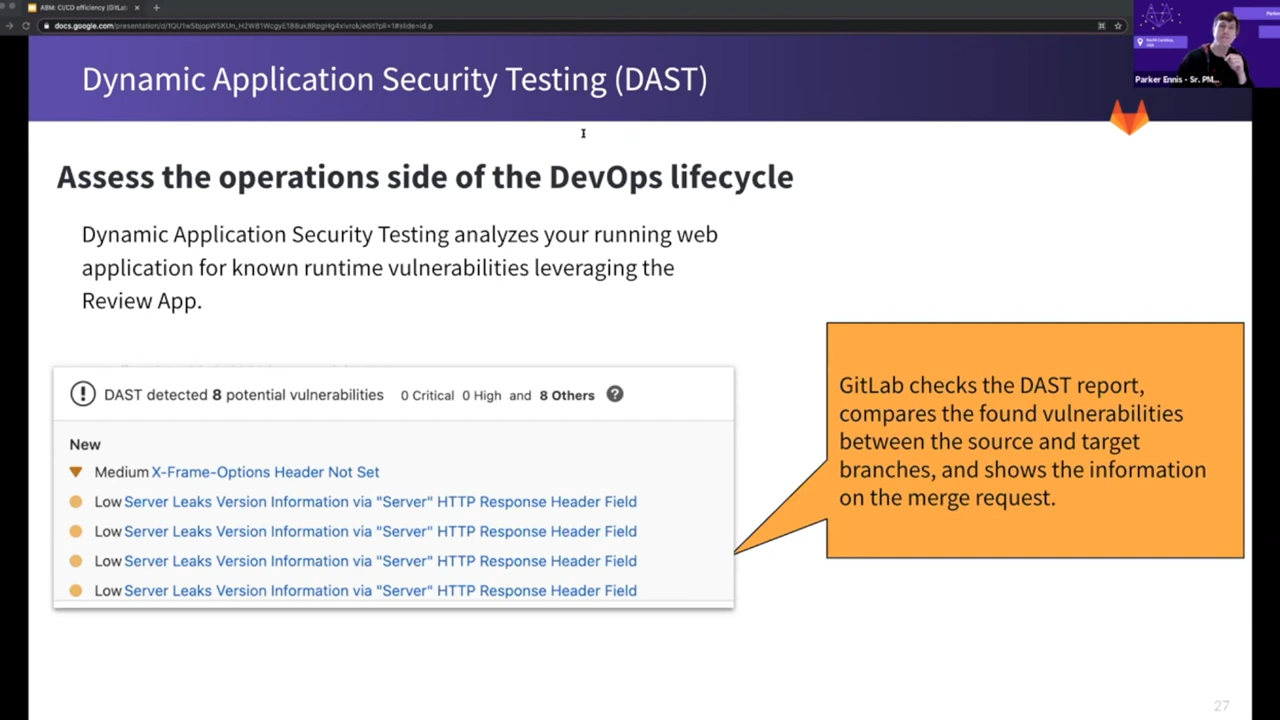 ABM: CI/CD efficiency (GitLab
Dynamic Application Security Testing (DAST)
Parker Ennis - Sr. PM...
Assess the operations side of the DevOps lifecycle
Dynamic Application Security Testing analyzes your running web
application for known runtime vulnerabilities leveraging the
Review App.
DAST detected 8 potential vulnerabilities 0 Critical 0 High and 8 Others ?
New
Medium X-Frame-Options Header Not Set
Low Server Leaks Version Information via "Server" HTTP Response Header Field
Low Server Leaks Version Information via "Server" HTTP Response Header Field
Low Server Leaks Version Information via "Server" HTTP Response Header Field
Low Server Leaks Version Information via "Server" HTTP Response Header Field
GitLab checks the DAST report,
compares the found vulnerabilities
between the source and target
branches, and shows the information
on the merge request.
27